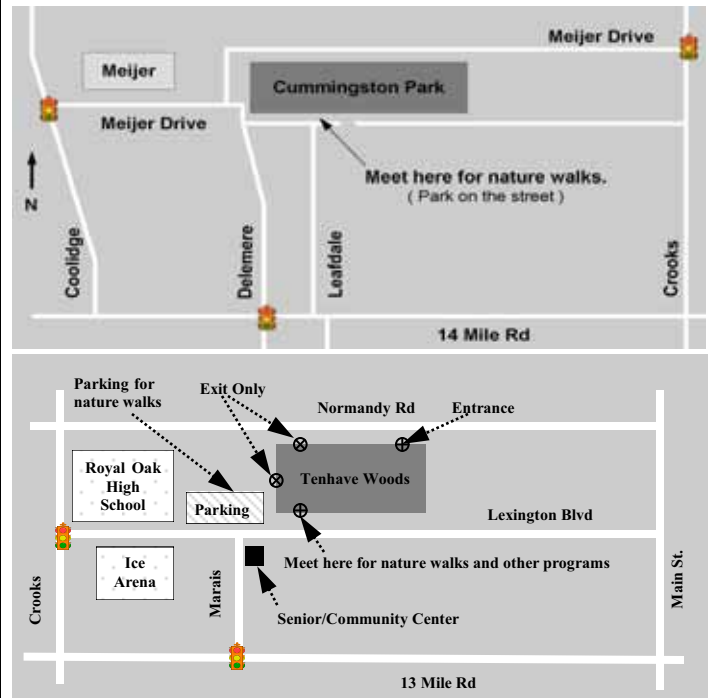 Meijer Drive
Meijer
Cummingston Park
Meijer Drive
Meet here for nature walks.
( Park on the street )
N
Coolidge
Delemere
Leafdale
Crooks
14 Mile Rd
Parking for
nature walks
Exit Only
Normandy Rd
Entrance
Royal Oak
High
School
Tenhave Woods
Parking
Lexington Blvd
Ice
Arena
Meet here for nature walks and other programs
Crooks
Marais
Main St.
Senior/Community Center
13 Mile Rd